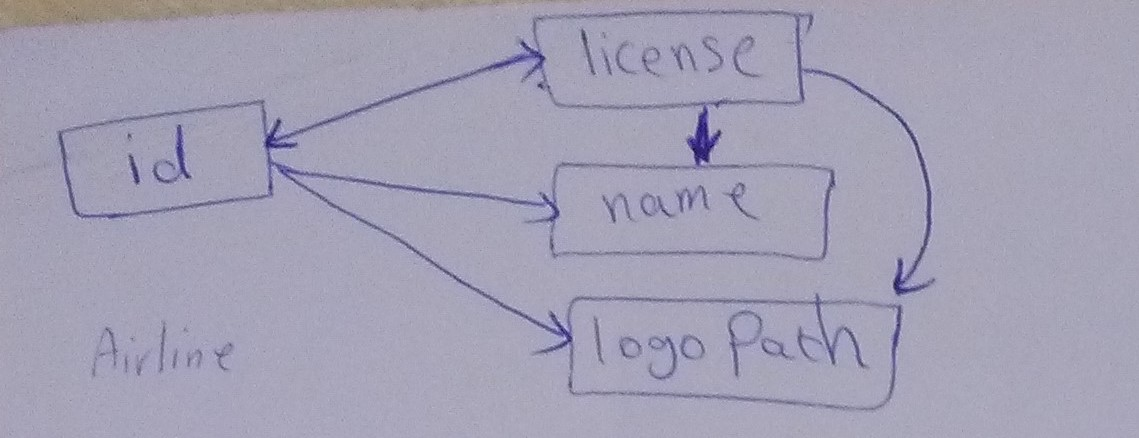 license
id
name
logo Path
Airline